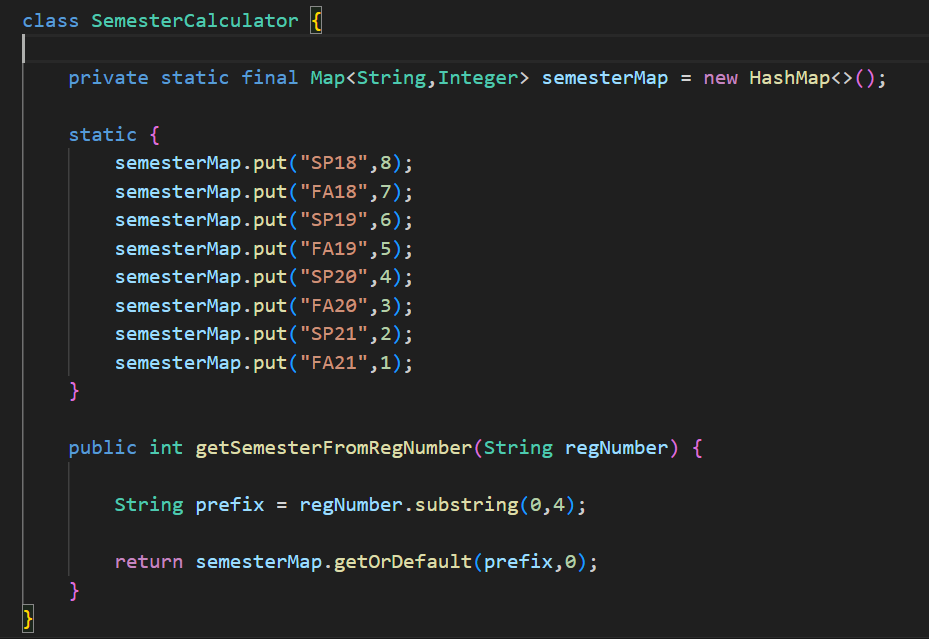 class SemesterCalculator {
private static final Map<String,Integer> semesterMap = new HashMap<>();
static {
semesterMap.put("SP18",8);
semesterMap.put("FA18",7);
semesterMap.put("SP19",6);
semesterMap.put("FA19",5);
semesterMap.put("SP20",4);
semesterMap.put("FA20",3);
semesterMap.put("SP21",2);
semesterMap.put("FA21",1);
}
public int getSemesterFromRegNumber(String regNumber) {
String prefix = regNumber.substring(0,4);
return semesterMap.getOrDefault(prefix,0);
}
}